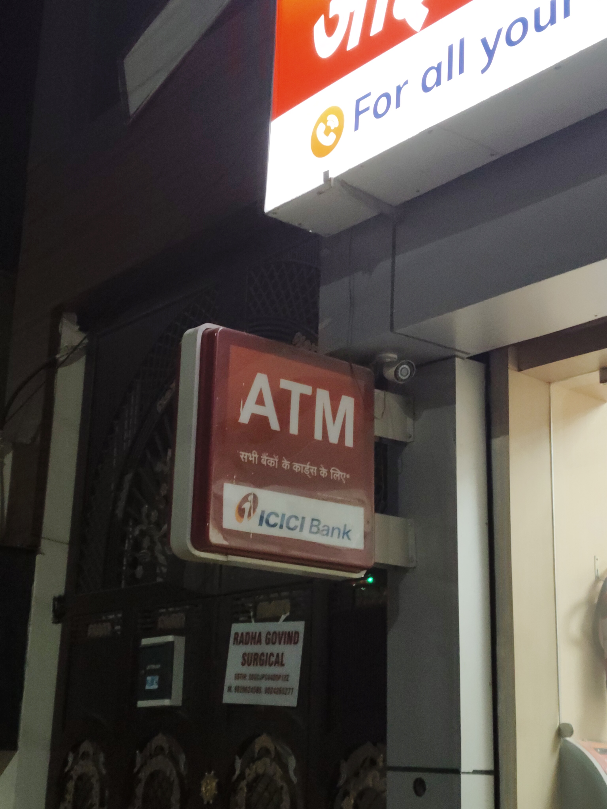 For all your
ATM
सभी बैंकों के कार्ड्स के लिए*
ICICI Bank
RADHA GOVIND
SURGICAL